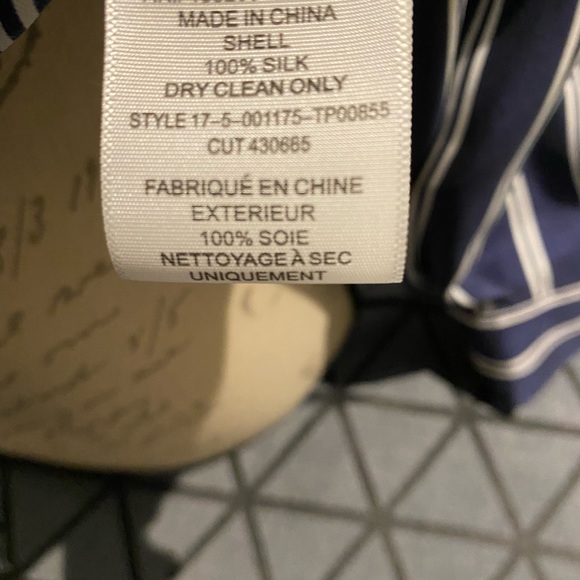 MADE IN CHINA
SHELL
100% SILK
DRY CLEAN ONLY
STYLE 17-5-001175-TP00855
CUT 430665
FABRIQUÉ EN CHINE
EXTERIEUR
100% SOIE
NETTOYAGE À SEC
UNIQUEMENT